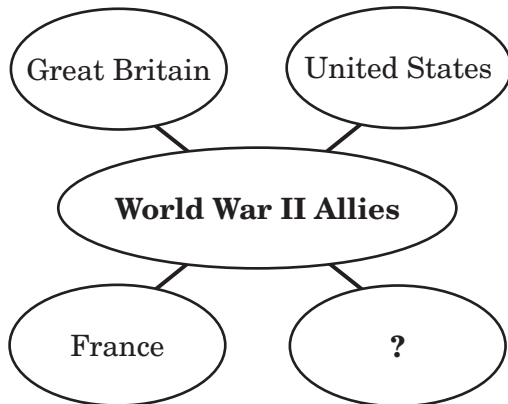 Great Britain
United States
World War II Allies
France
?